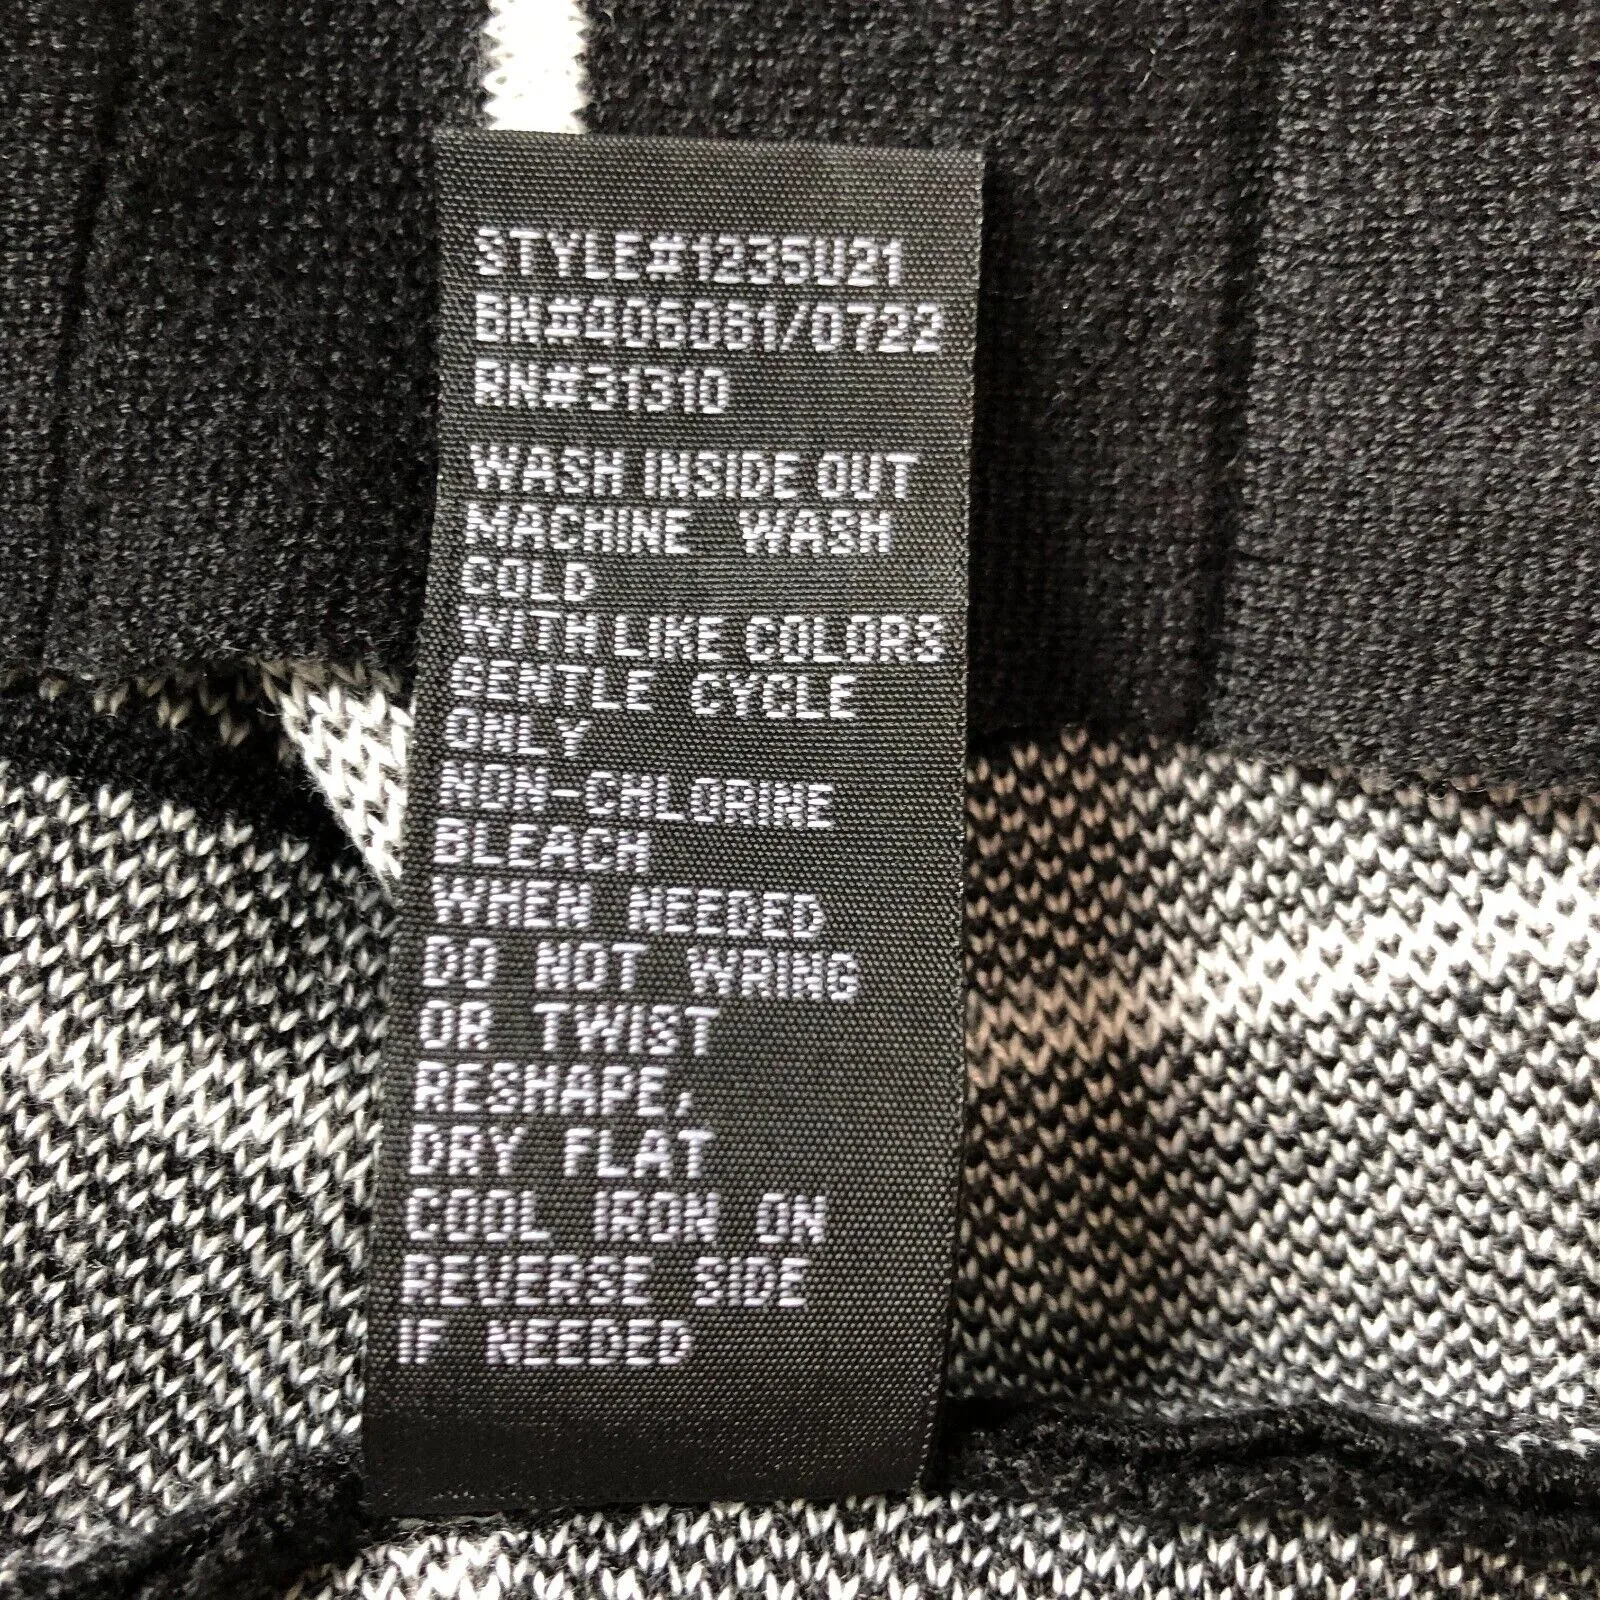 STYLE#1235U21
BN#406061/0722
RN#31310
WASH INSIDE OUT
MACHINE WASH
COLD
WITH LIKE COLORS
GENTLE CYCLE
ONLY
NON-CHLORINE
BLEACH
WHEN NEEDED
DO NOT WRING
OR TWIST
RESHAPE,
DRY FLAT
COOL IRON ON
REVERSE SIDE
IF NEEDED